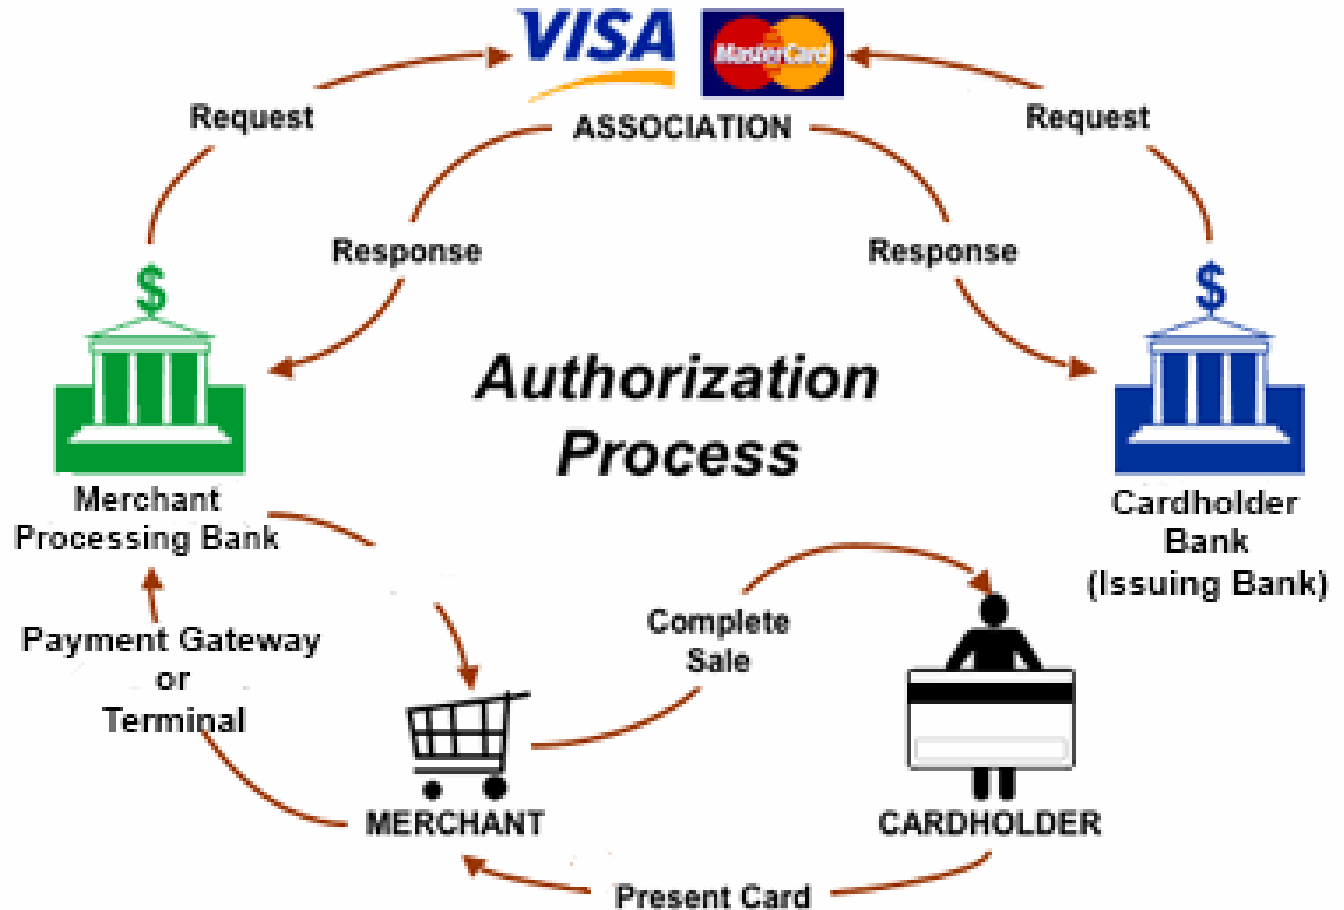 VISA
MasterCard
ASSOCIATION
Request
Request
Response
Response
$
$
Authorization
Process
Merchant
Processing Bank
Cardholder
Bank
(Issuing Bank)
Payment Gateway
or
Terminal
Complete
Sale
MERCHANT
CARDHOLDER
Present Card